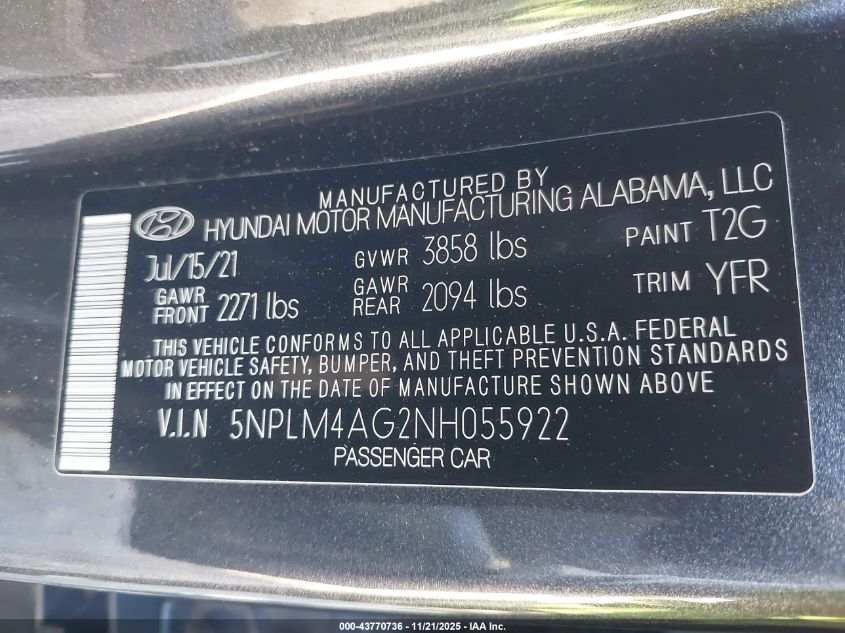 MANUFACTURED BY
HYUNDAI MOTOR MANUFACTURING ALABAMA, LLC
Jul/15/21 GVWR 3858 lbs PAINT T2G
GAWR FRONT 2271 lbs GAWR REAR 2094 lbs TRIM YFR
THIS VEHICLE CONFORMS TO ALL APPLICABLE U.S.A. FEDERAL
MOTOR VEHICLE SAFETY, BUMPER, AND THEFT PREVENTION STANDARDS
IN EFFECT ON THE DATE OF MANUFACTURE SHOWN ABOVE
V.I.N 5NPLM4AG2NH055922
PASSENGER CAR
000-43770736 - 11/21/2025 - IAA Inc.